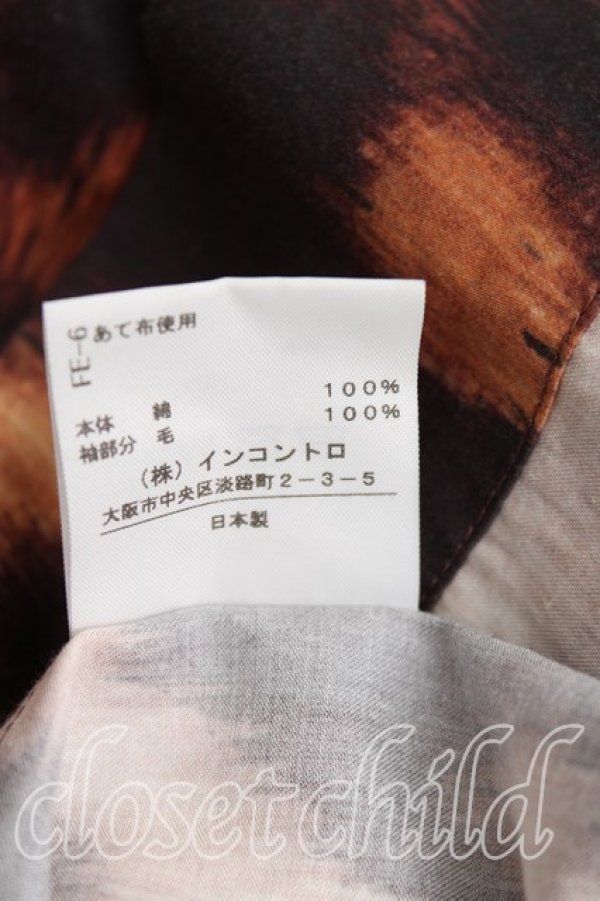 FE-6
あて布使用
本体 綿 100%
袖部分 毛 100%
(株) インコントロ
大阪市中央区淡路町2-3-5
日本製
closet child